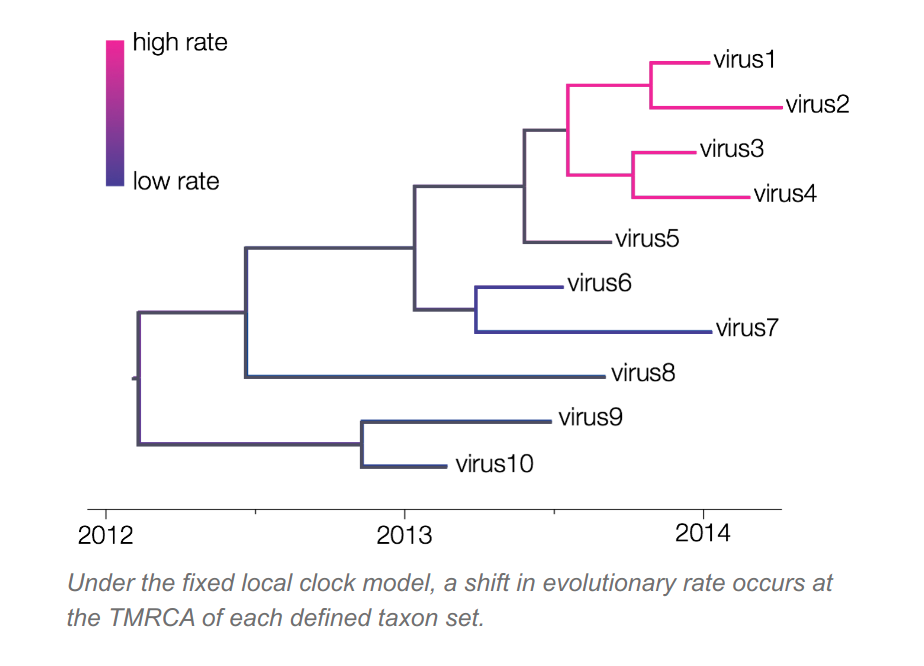 high rate
low rate
virus1
virus2
virus3
virus4
virus5
virus6
virus7
virus8
virus9
virus10
2012 2013 2014
Under the fixed local clock model, a shift in evolutionary rate occurs at
the TMRCA of each defined taxon set.